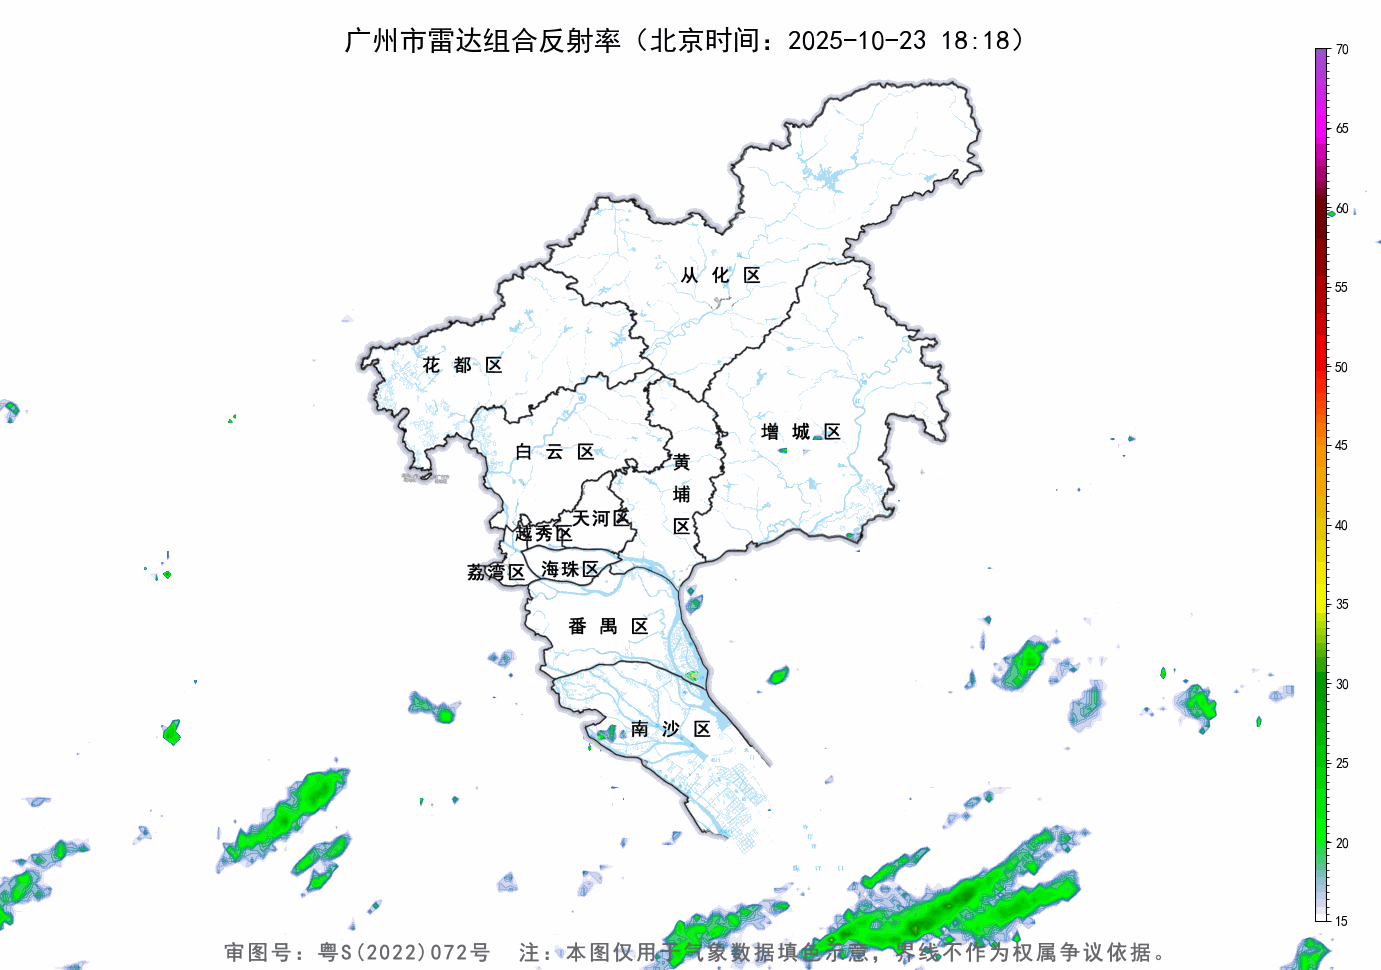 广州市雷达组合反射率（北京时间：2025-10-23 18:18）
70
65
60
55
50
45
40
35
30
25
20
15
从化区
花都区
增城区
白云区
黄埔区
天河区
越秀区
海珠区
荔湾区
番禺区
南沙区
审图号：粤S(2022)072号 注：本图仅用于气象数据填色示意，界线不作为权属争议依据。